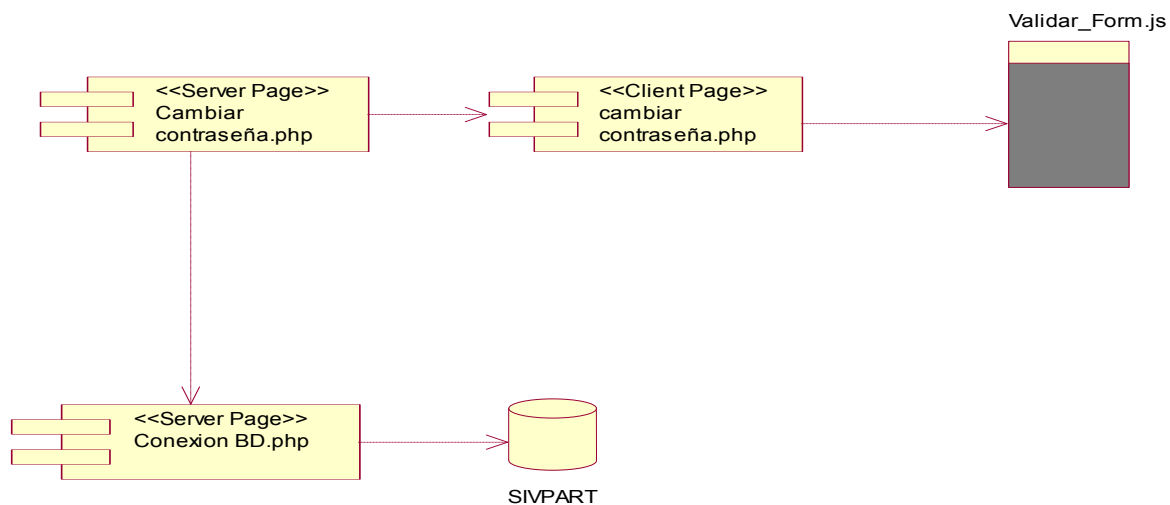 Validar_Form.js
<<Server Page>>
Cambiar
contraseña.php
<<Client Page>>
cambiar
contraseña.php
<<Server Page>>
Conexion BD.php
SIVPART